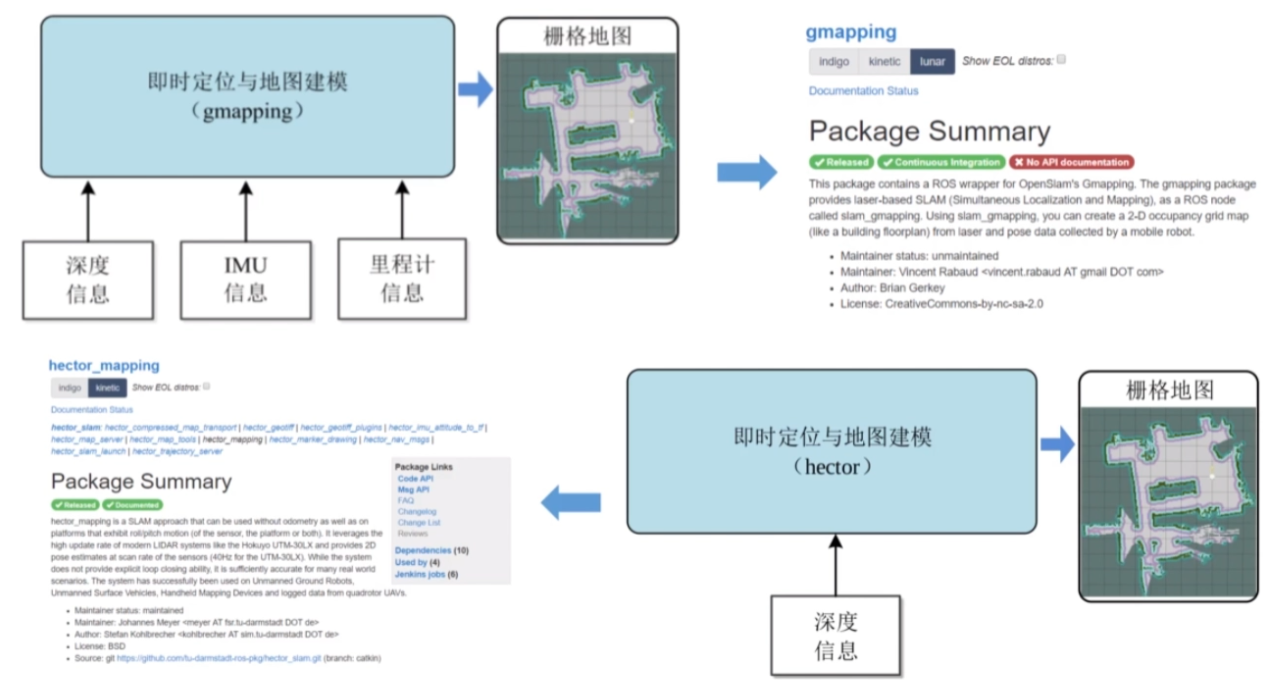 即时定位与地图建模
（gmapping）
栅格地图
深度
信息
IMU
信息
里程计
信息
gmapping
indigo kinetic lunar Show EOL distros:
Documentation Status
Package Summary
Released Continuous Integration No API documentation
This package contains a ROS wrapper for OpenSlam's Gmapping. The gmapping package
provides laser-based SLAM (Simultaneous Localization and Mapping), as a ROS node
called slam_gmapping. Using slam_gmapping, you can create a 2-D occupancy grid map
(like a building floorplan) from laser and pose data collected by a mobile robot.
• Maintainer status: unmaintained
• Maintainer: Vincent Rabaud <vincent.rabaud AT gmail DOT com>
• Author: Brian Gerkey
• License: CreativeCommons-by-nc-sa-2.0
hector_mapping
indigo kinetic Show EOL distros:
Documentation Status
hector_slam: hector_compressed_map_transport | hector_geotiff | hector_geotiff_plugins | hector_imu_attitude_to_tf |
hector_map_server | hector_map_tools | hector_mapping | hector_marker_drawing | hector_nav_msgs |
hector_slam_launch | hector_trajectory_server
Package Summary
Released Documented
hector_mapping is a SLAM approach that can be used without odometry as well as on
platforms that exhibit roll/pitch motion (of the sensor, the platform or both). It leverages the
high update rate of modern LIDAR systems like the Hokuyo UTM-30LX and provides 2D
pose estimates at scan rate of the sensors (40Hz for the UTM-30LX). While the system
does not provide explicit loop closing ability, it is sufficiently accurate for many real world
scenarios. The system has successfully been used on Unmanned Ground Robots,
Unmanned Surface Vehicles, Handheld Mapping Devices and logged data from quadrotor UAVs.
• Maintainer status: maintained
• Maintainer: Johannes Meyer <meyer AT fsr.tu-darmstadt DOT de>
• Author: Stefan Kohlbrecher <kohlbrecher AT sim.tu-darmstadt DOT de>
• License: BSD
• Source: git https://github.com/tu-darmstadt-ros-pkg/hector_slam.git (branch: catkin)
Package Links
Code API
Msg API
FAQ
Changelog
Change List
Reviews
Dependencies (10)
Used by (4)
Jenkins jobs (6)
即时定位与地图建模
（hector）
栅格地图
深度
信息